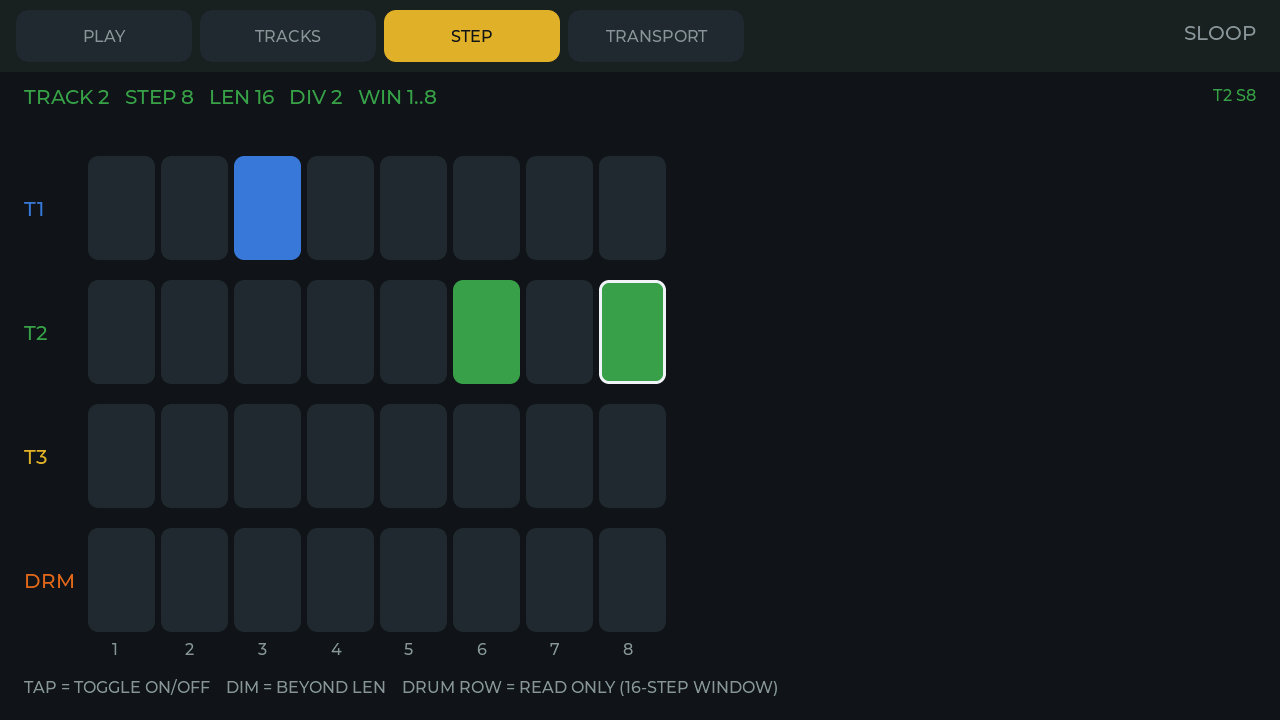 PLAY TRACKS STEP TRANSPORT SLOOP
TRACK 2 STEP 8 LEN 16 DIV 2 WIN 1..8 T2 S8
T1
T2
T3
DRM
1 2 3 4 5 6 7 8
TAP = TOGGLE ON/OFF DIM = BEYOND LEN DRUM ROW = READ ONLY (16-STEP WINDOW)